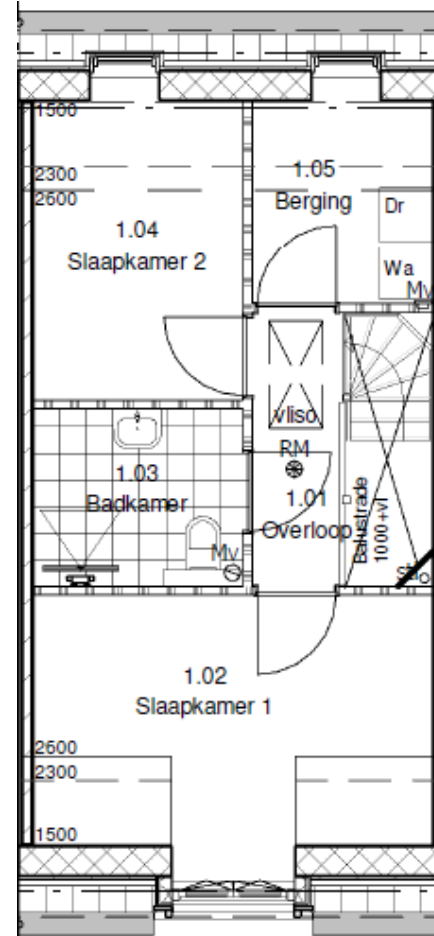 1500
2300
2600
1.04
Slaapkamer 2
1.05
Berging
Dr
Wa
Mv
vliso
RM
1.03
Badkamer
Mv
1.01
Overloop
Balustrade
1000+vl
1.02
Slaapkamer 1
2600
2300
1500